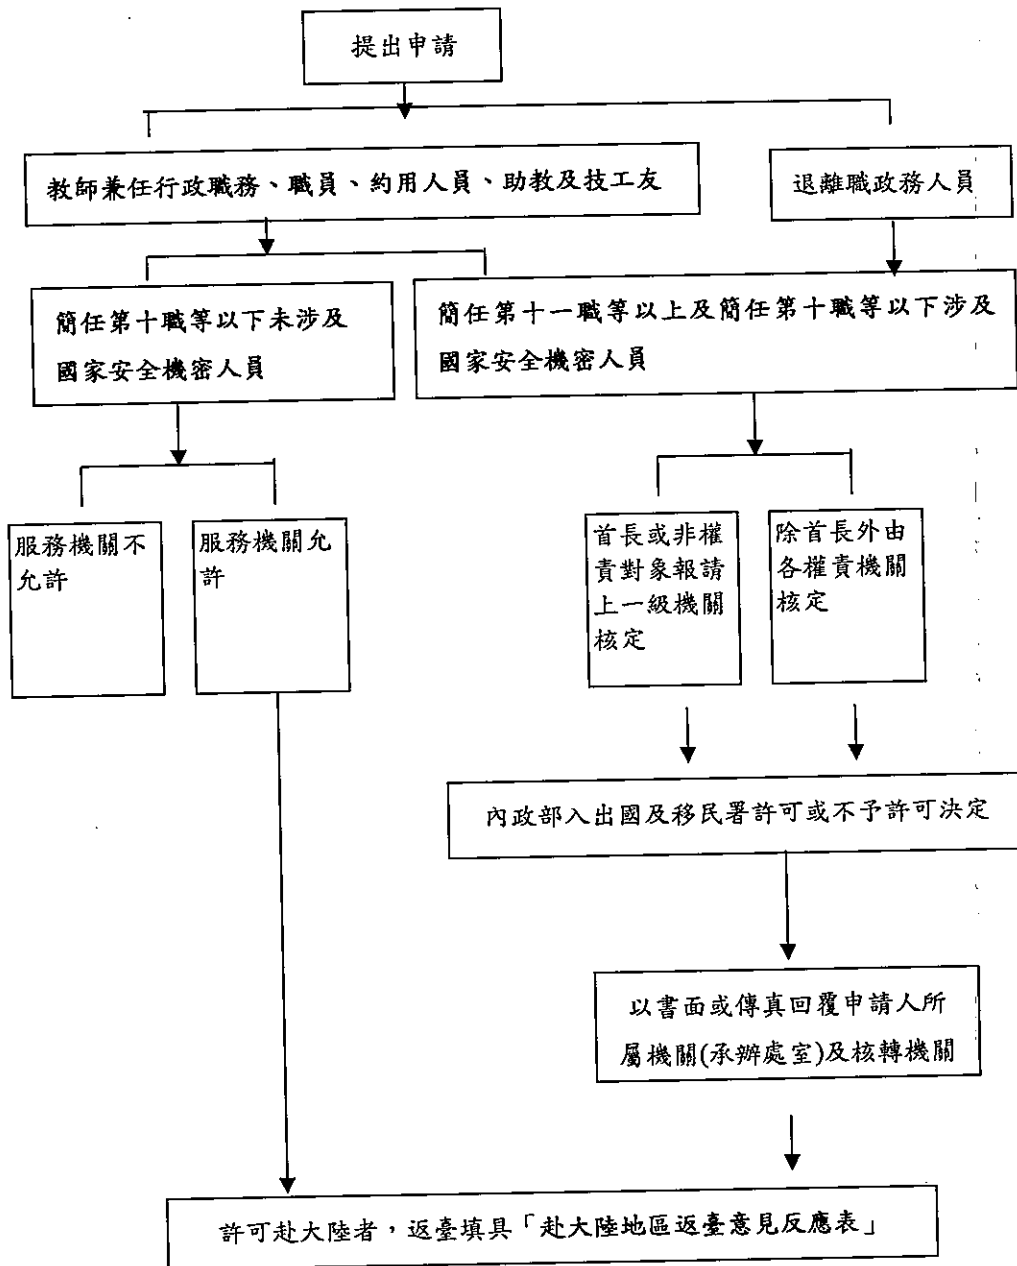 提出申請
教師兼任行政職務、職員、約用人員、助教及技工友
退離職政務人員
簡任第十職等以下未涉及
國家安全機密人員
簡任第十一職等以上及簡任第十職等以下涉及
國家安全機密人員
服務機關不
允許
服務機關允
許
首長或非權
責對象報請
上一級機關
核定
除首長外由
各權責機關
核定
內政部入出國及移民署許可或不予許可決定
以書面或傳真回覆申請人所
屬機關(承辦處室)及核轉機關
許可赴大陸者，返臺填具「赴大陸地區返臺意見反應表」